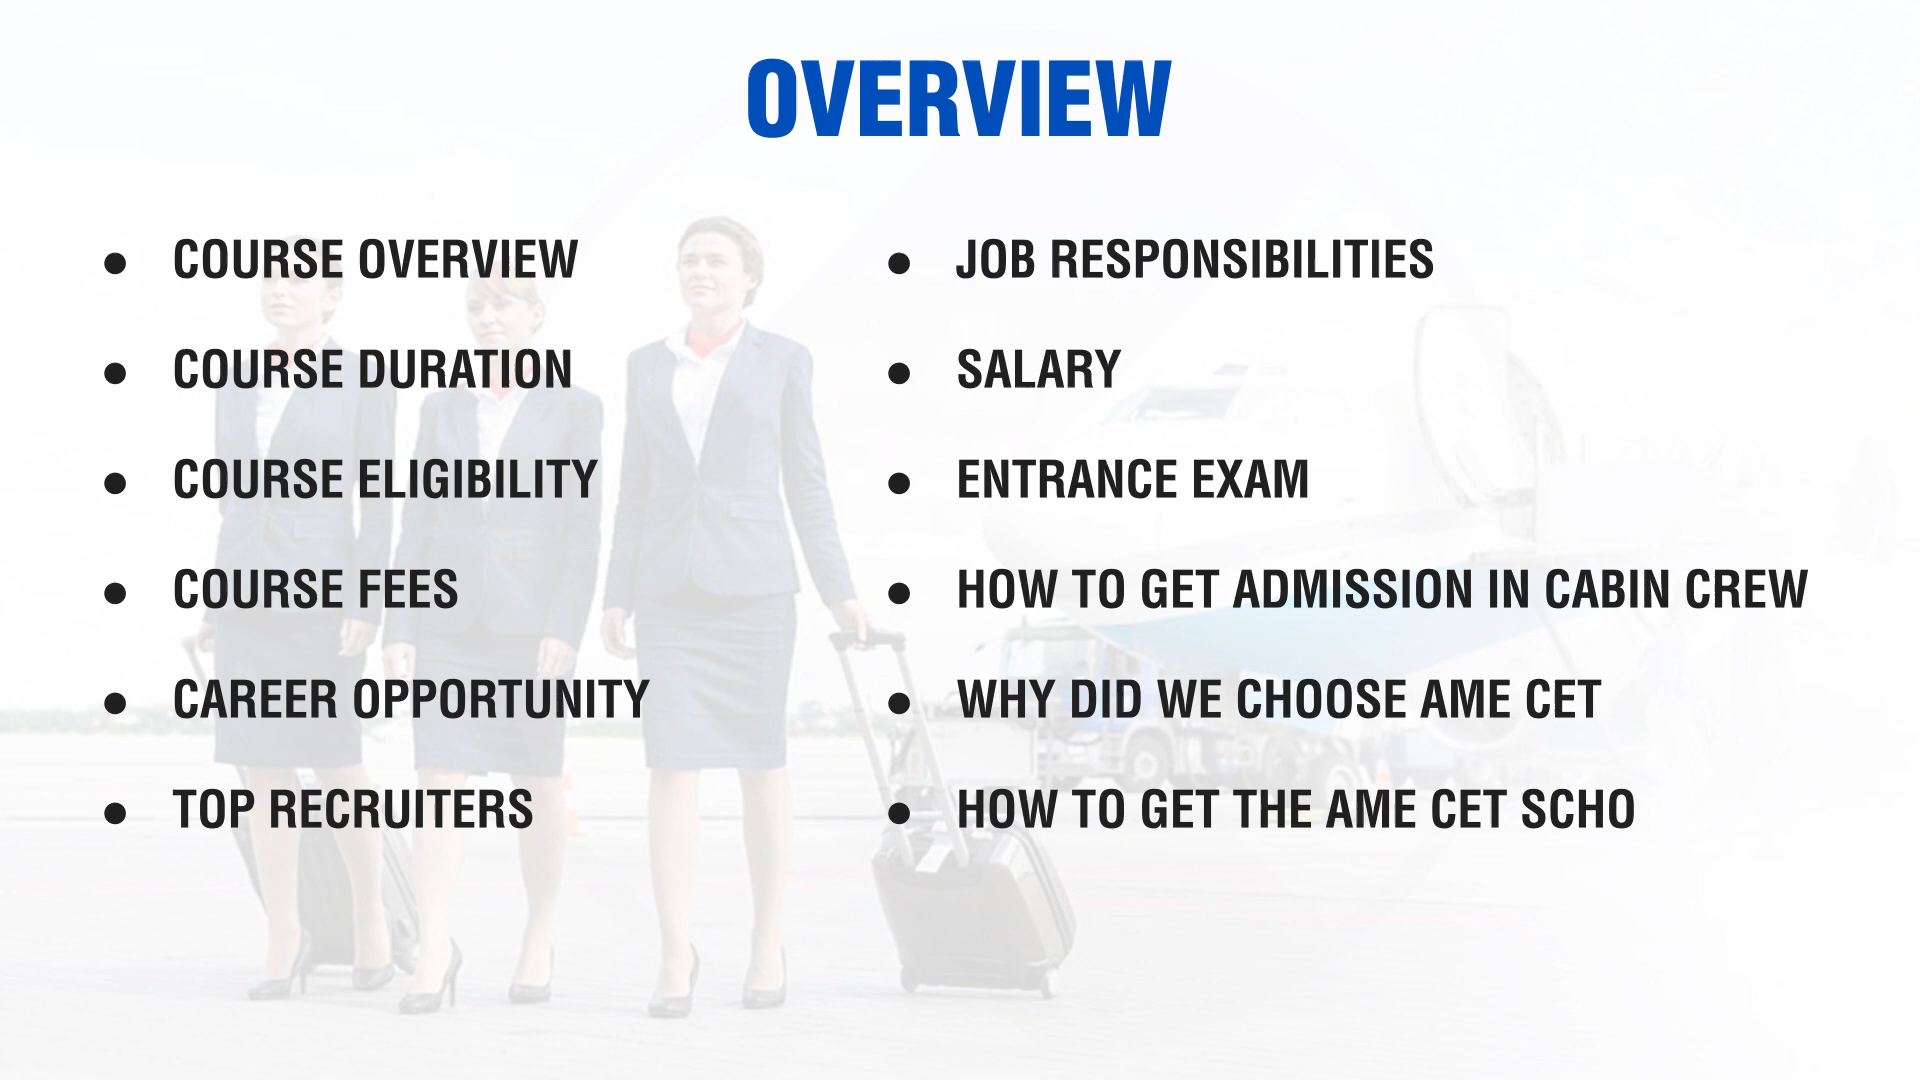 OVERVIEW
● COURSE OVERVIEW
● COURSE DURATION
● COURSE ELIGIBILITY
● COURSE FEES
● CAREER OPPORTUNITY
● TOP RECRUITERS
● JOB RESPONSIBILITIES
● SALARY
● ENTRANCE EXAM
● HOW TO GET ADMISSION IN CABIN CREW
● WHY DID WE CHOOSE AME CET
● HOW TO GET THE AME CET SCHO